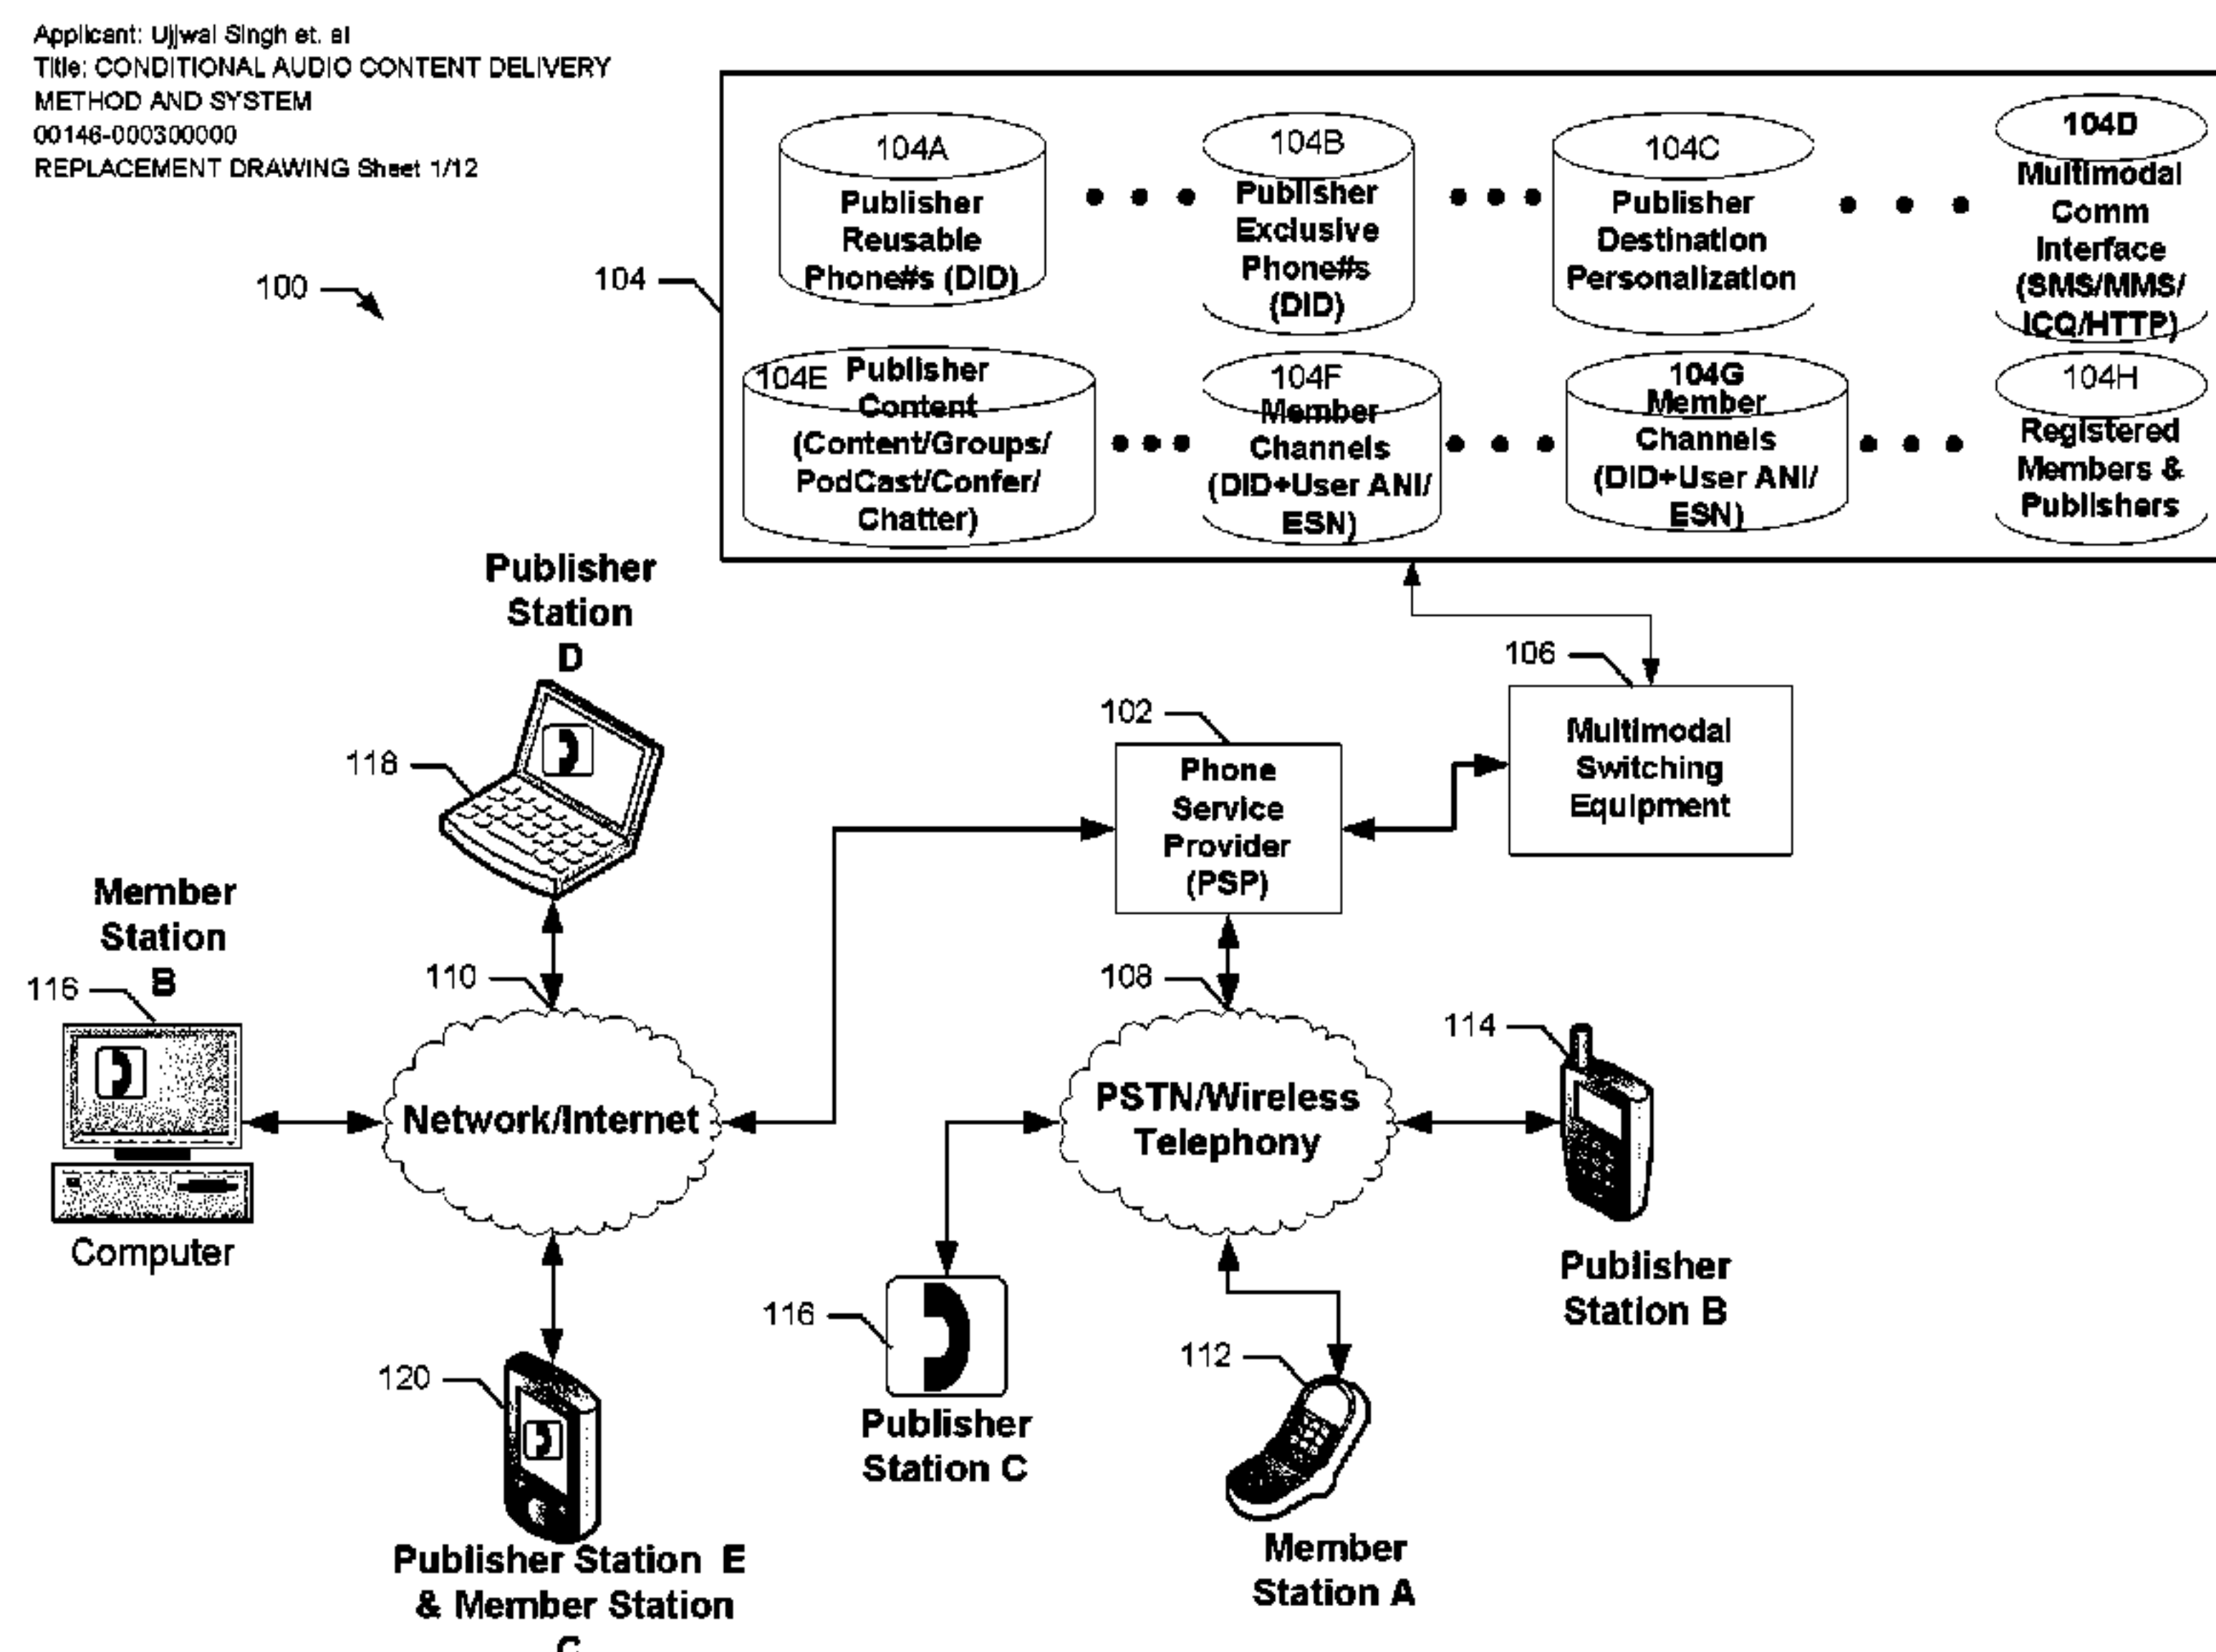 Applicant: Ujjwal Singh et. al
Title: CONDITIONAL AUDIO CONTENT DELIVERY
METHOD AND SYSTEM
00146-000300000
REPLACEMENT DRAWING Sheet 1/12
100
104
104A
Publisher
Reusable
Phone#s (DID)
104B
Publisher
Exclusive
Phone#s
(DID)
104C
Publisher
Destination
Personalization
104D
Multimodal
Comm
Interface
(SMS/MMS/
ICQ/HTTP)
104E Publisher
Content
(Content/Groups/
PodCast/Confer/
Chatter)
104F
Member
Channels
(DID+User ANI/
ESN)
104G
Member
Channels
(DID+User ANI/
ESN)
104H
Registered
Members &
Publishers
Publisher
Station
D
118
106
Multimodal
Switching
Equipment
102
Phone
Service
Provider
(PSP)
Member
Station
B
116
Computer
110
Network/Internet
108
PSTN/Wireless
Telephony
114
Publisher
Station B
116
Publisher
Station C
112
Member
Station A
120
Publisher Station E
& Member Station
C